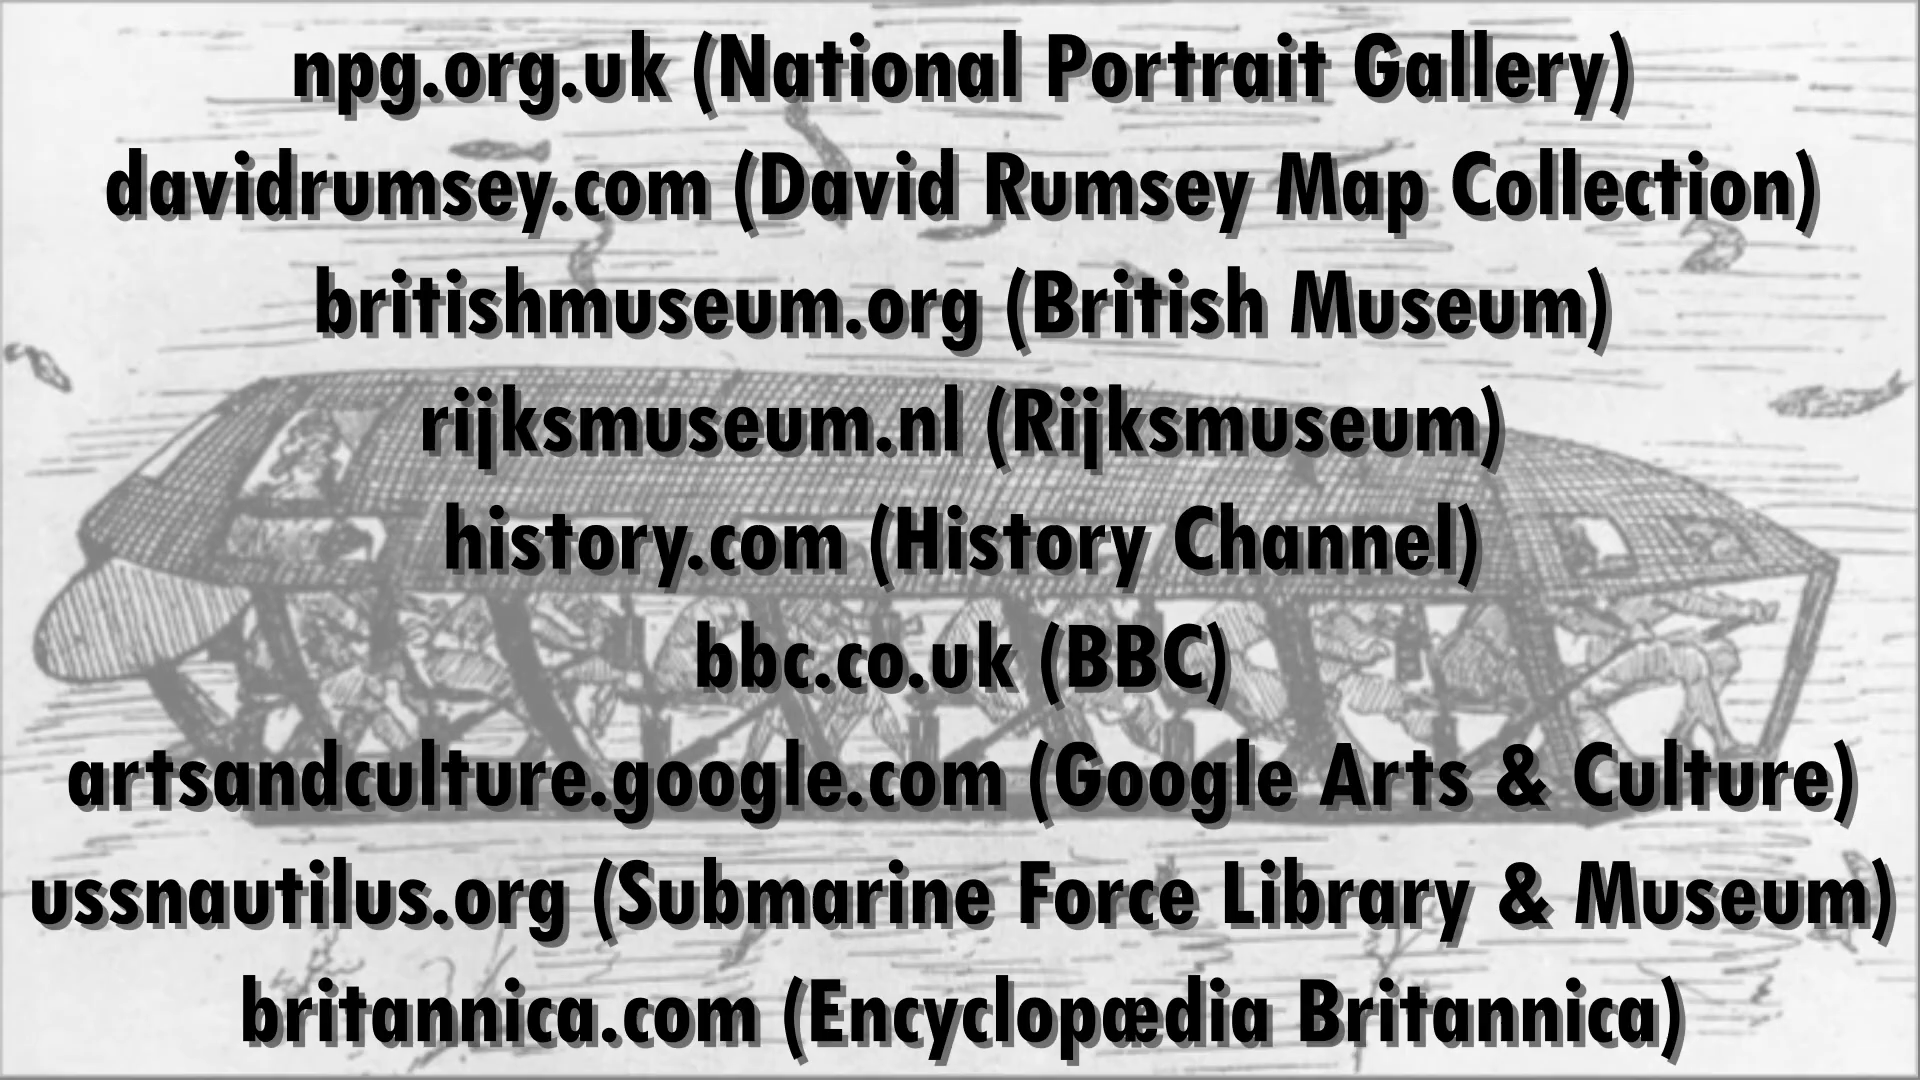 npg.org.uk (National Portrait Gallery)
davidrumsey.com (David Rumsey Map Collection)
britishmuseum.org (British Museum)
rijksmuseum.nl (Rijksmuseum)
history.com (History Channel)
bbc.co.uk (BBC)
artsandculture.google.com (Google Arts & Culture)
ussnautilus.org (Submarine Force Library & Museum)
britannica.com (Encyclopædia Britannica)